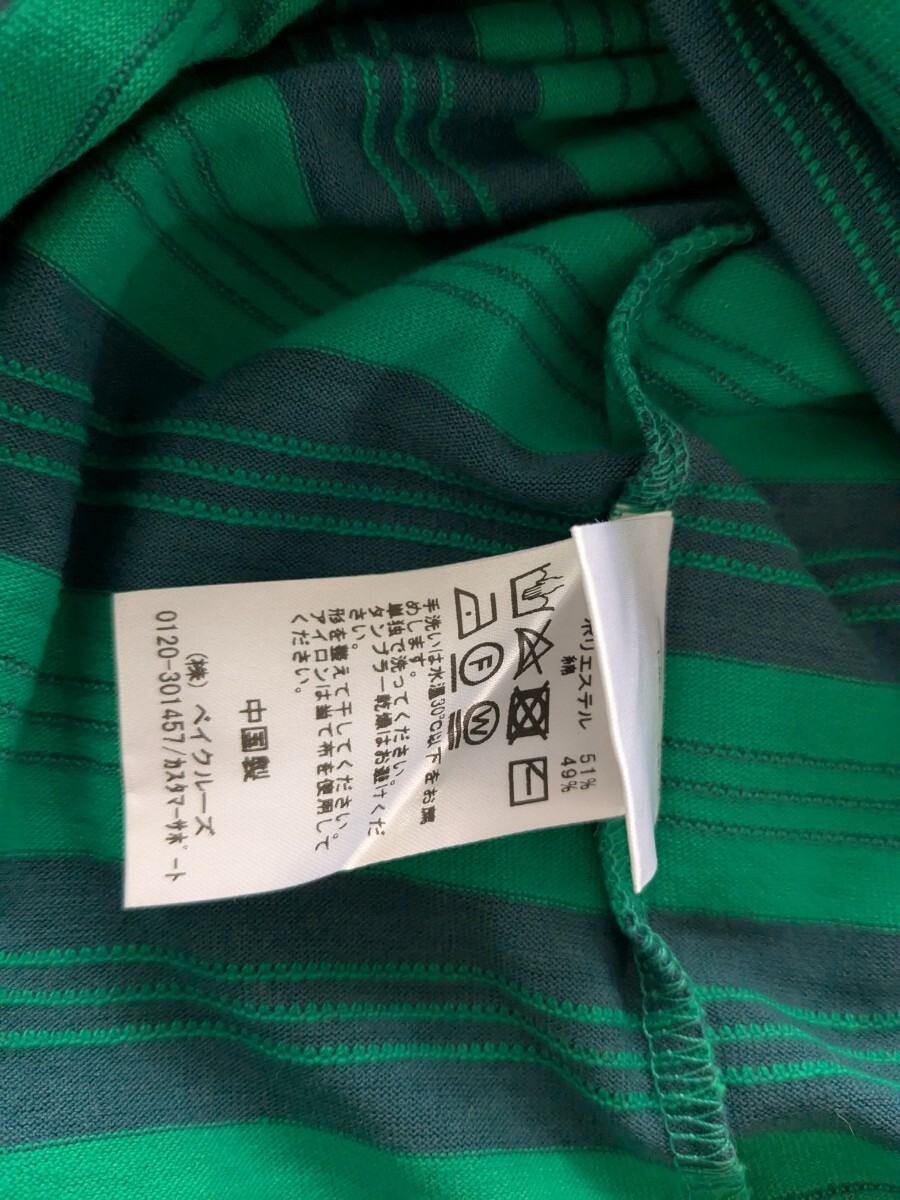 ポリエステル 51%
綿 49%
手洗いは水温30℃以下をお薦
めします。
単独で洗ってください。
タンブラー乾燥はお避けくだ
さい。
形を整えて干してください。
アイロンは当て布を使用して
ください。
中国製
(株) ベイクルーズ
0120-301457/カスタマーサポート